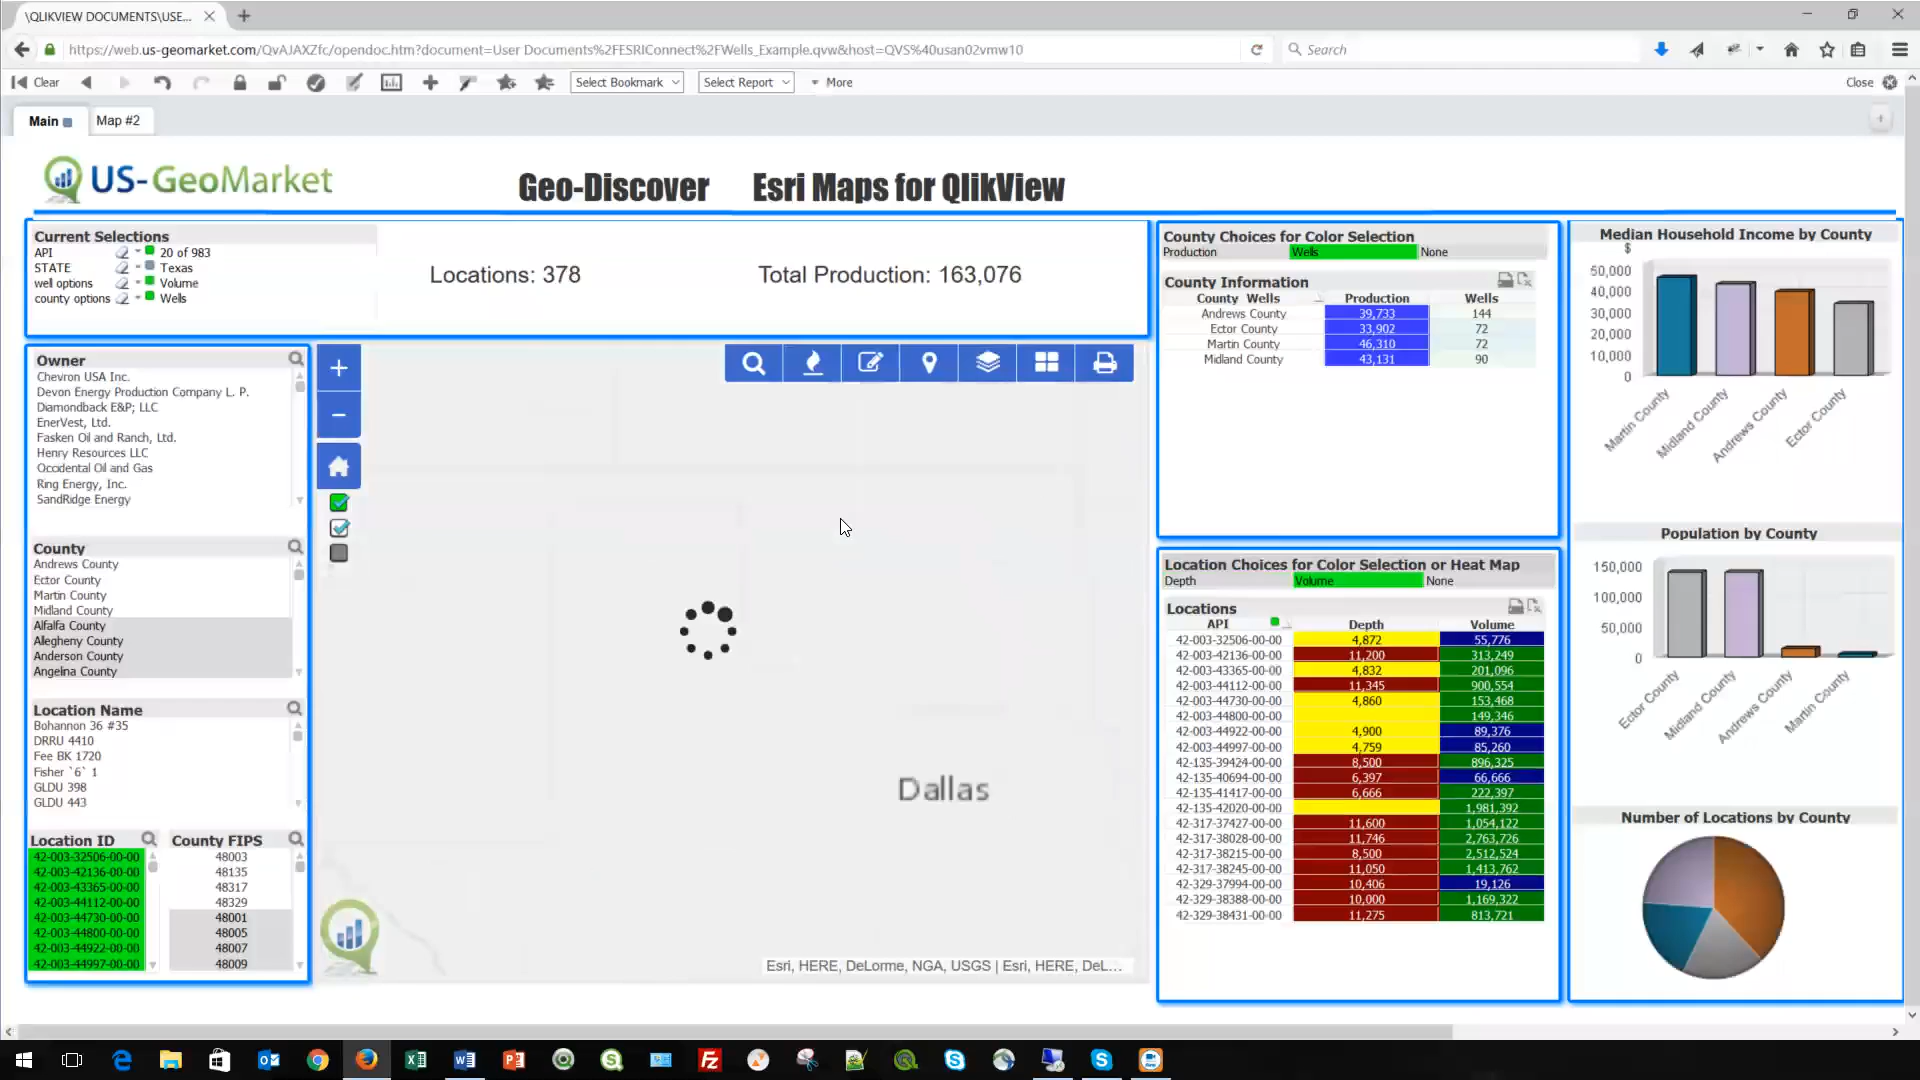 \QLIKVIEW DOCUMENTS\USE...
https://web.us-geomarket.com/QvAJAXZfc/opendoc.htm?document=User Documents%2FESRIConnect%2FWells_Example.qvw&host=QVS%40usan02vmw10
Search
Clear
Select Bookmark
Select Report
More
Close
Main
Map #2
US-GeoMarket
Geo-Discover Esri Maps for QlikView
Current Selections
API 20 of 983
STATE Texas
well options Volume
county options Wells
Locations: 378
Total Production: 163,076
Owner
Chevron USA Inc.
Devon Energy Production Company L. P.
Diamondback E&P; LLC
EnerVest, Ltd.
Fasken Oil and Ranch, Ltd.
Henry Resources LLC
Occidental Oil and Gas
Ring Energy, Inc.
SandRidge Energy
County
Andrews County
Ector County
Martin County
Midland County
Alfalfa County
Allegheny County
Anderson County
Angelina County
Location Name
Bohannon 36 #35
DRRU 4410
Fee BK 1720
Fisher `6` 1
GLDU 398
GLDU 443
Location ID
42-003-32506-00-00
42-003-42136-00-00
42-003-43365-00-00
42-003-44112-00-00
42-003-44730-00-00
42-003-44800-00-00
42-003-44922-00-00
42-003-44997-00-00
County FIPS
48003
48135
48317
48329
48001
48005
48007
48009
Dallas
Esri, HERE, DeLorme, NGA, USGS | Esri, HERE, DeL...
County Choices for Color Selection
Production Wells None
County Information
County Wells Production Wells
Andrews County 39,733 144
Ector County 33,902 72
Martin County 46,310 72
Midland County 43,131 90
Location Choices for Color Selection or Heat Map
Depth Volume None
Locations
API Depth Volume
42-003-32506-00-00 4,872 55,776
42-003-42136-00-00 11,200 313,249
42-003-43365-00-00 4,832 201,096
42-003-44112-00-00 11,345 900,554
42-003-44730-00-00 4,860 153,468
42-003-44800-00-00 149,346
42-003-44922-00-00 4,900 89,376
42-003-44997-00-00 4,759 85,260
42-135-39424-00-00 8,500 896,325
42-135-40694-00-00 6,397 66,666
42-135-41417-00-00 6,666 222,397
42-135-42020-00-00 1,981,392
42-317-37427-00-00 11,600 1,054,122
42-317-38028-00-00 11,746 2,763,726
42-317-38215-00-00 8,500 2,512,524
42-317-38245-00-00 11,050 1,413,762
42-329-37994-00-00 10,406 19,126
42-329-38388-00-00 10,000 1,169,322
42-329-38431-00-00 11,275 813,721
Median Household Income by County
$
50,000
40,000
30,000
20,000
10,000
0
Martin County
Midland County
Andrews County
Ector County
Population by County
150,000
100,000
50,000
0
Ector County
Midland County
Andrews County
Martin County
Number of Locations by County